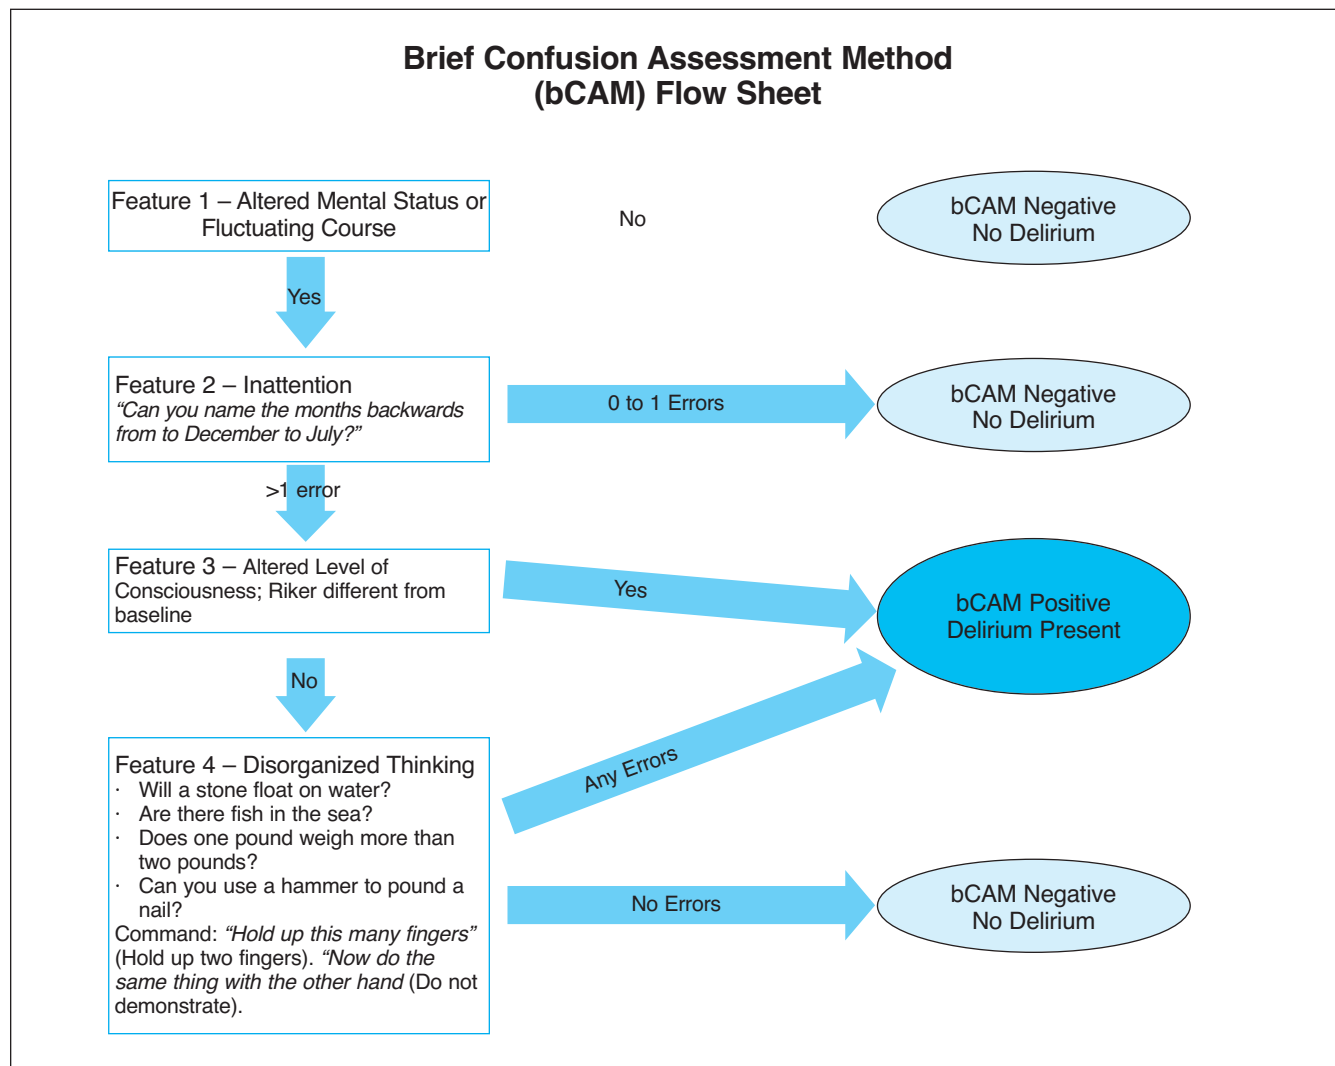 Brief Confusion Assessment Method
(bCAM) Flow Sheet
Feature 1 – Altered Mental Status or
Fluctuating Course
No
bCAM Negative
No Delirium
Yes
Feature 2 – Inattention
“Can you name the months backwards
from to December to July?”
0 to 1 Errors
bCAM Negative
No Delirium
>1 error
Feature 3 – Altered Level of
Consciousness; Riker different from
baseline
Yes
bCAM Positive
Delirium Present
No
Feature 4 – Disorganized Thinking
· Will a stone float on water?
· Are there fish in the sea?
· Does one pound weigh more than
two pounds?
· Can you use a hammer to pound a
nail?
Command: “Hold up this many fingers”
(Hold up two fingers). “Now do the
same thing with the other hand (Do not
demonstrate).
Any Errors
No Errors
bCAM Negative
No Delirium